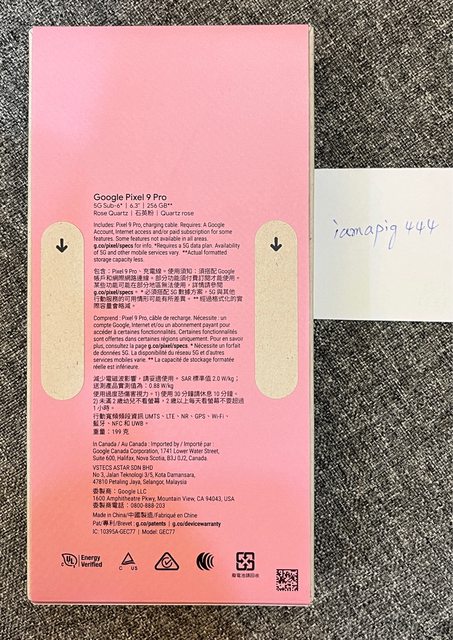 Google Pixel 9 Pro
5G Sub-6* | 6.3" | 256 GB**
Rose Quartz | 石英粉 | Quartz rose
Includes: Pixel 9 Pro, charging cable. Requires: A Google
Account, Internet access and/or paid subscription for some
features. Some features not available in all areas.
g.co/pixel/specs for info. *Requires a 5G data plan. Availability
of 5G and other mobile services may vary. **Actual formatted
storage capacity less.
包含：Pixel 9 Pro、充電線。使用須知：須搭配 Google
帳戶和網際網路連線。部分功能須付費訂閱才能使用。
某些功能可能在部分地區無法使用。詳情請參閱
g.co/pixel/specs。* 必須搭配 5G 數據方案。5G 與其他
行動服務的可用情形可能有所差異。** 經過格式化的實
際容量會略減。
Comprend : Pixel 9 Pro, câble de recharge. Nécessite : un
compte Google, Internet et/ou un abonnement payant pour
accéder à certaines fonctionnalités. Certaines fonctionnalités
sont offertes dans certaines régions uniquement. Pour en savoir
plus, consultez la page g.co/pixel/specs. * Nécessite un forfait
de données 5G. La disponibilité du réseau 5G et d'autres
services mobiles varie. ** La capacité de stockage formatée
réelle est inférieure.
減少電磁波影響，請妥適使用。 SAR 標準值 2.0 W/kg；
送測產品實測值為：0.88 W/kg
使用過度恐傷害視力。1) 使用 30 分鐘請休息 10 分鐘。
2) 未滿 2 歲幼兒不看螢幕，2 歲以上每天看螢幕不要超過
1 小時。
行動寬頻頻段資訊 UMTS、LTE、NR、GPS、Wi-Fi、
藍牙、NFC 和 UWB。
重量：199 克
In Canada / Au Canada : Imported by / Importé par :
Google Canada Corporation, 1741 Lower Water Street,
Suite 600, Halifax, Nova Scotia, B3J 0J2, Canada.
VSTECS ASTAR SDN BHD
No 3, Jalan Teknologi 3/5, Kota Damansara,
47810 Petaling Jaya, Selangor, Malaysia
委製商：Google LLC
1600 Amphitheatre Pkwy, Mountain View, CA 94043, USA
委製商電話：0800-888-203
Made in China/中國製造/Fabriqué en Chine
Pat/專利/Brevet : g.co/patents | g.co/devicewarranty
IC: 10395A-GEC77 | Model: GEC77
UL
Energy
Verified
C US
廢電池請回收
iamapig 444